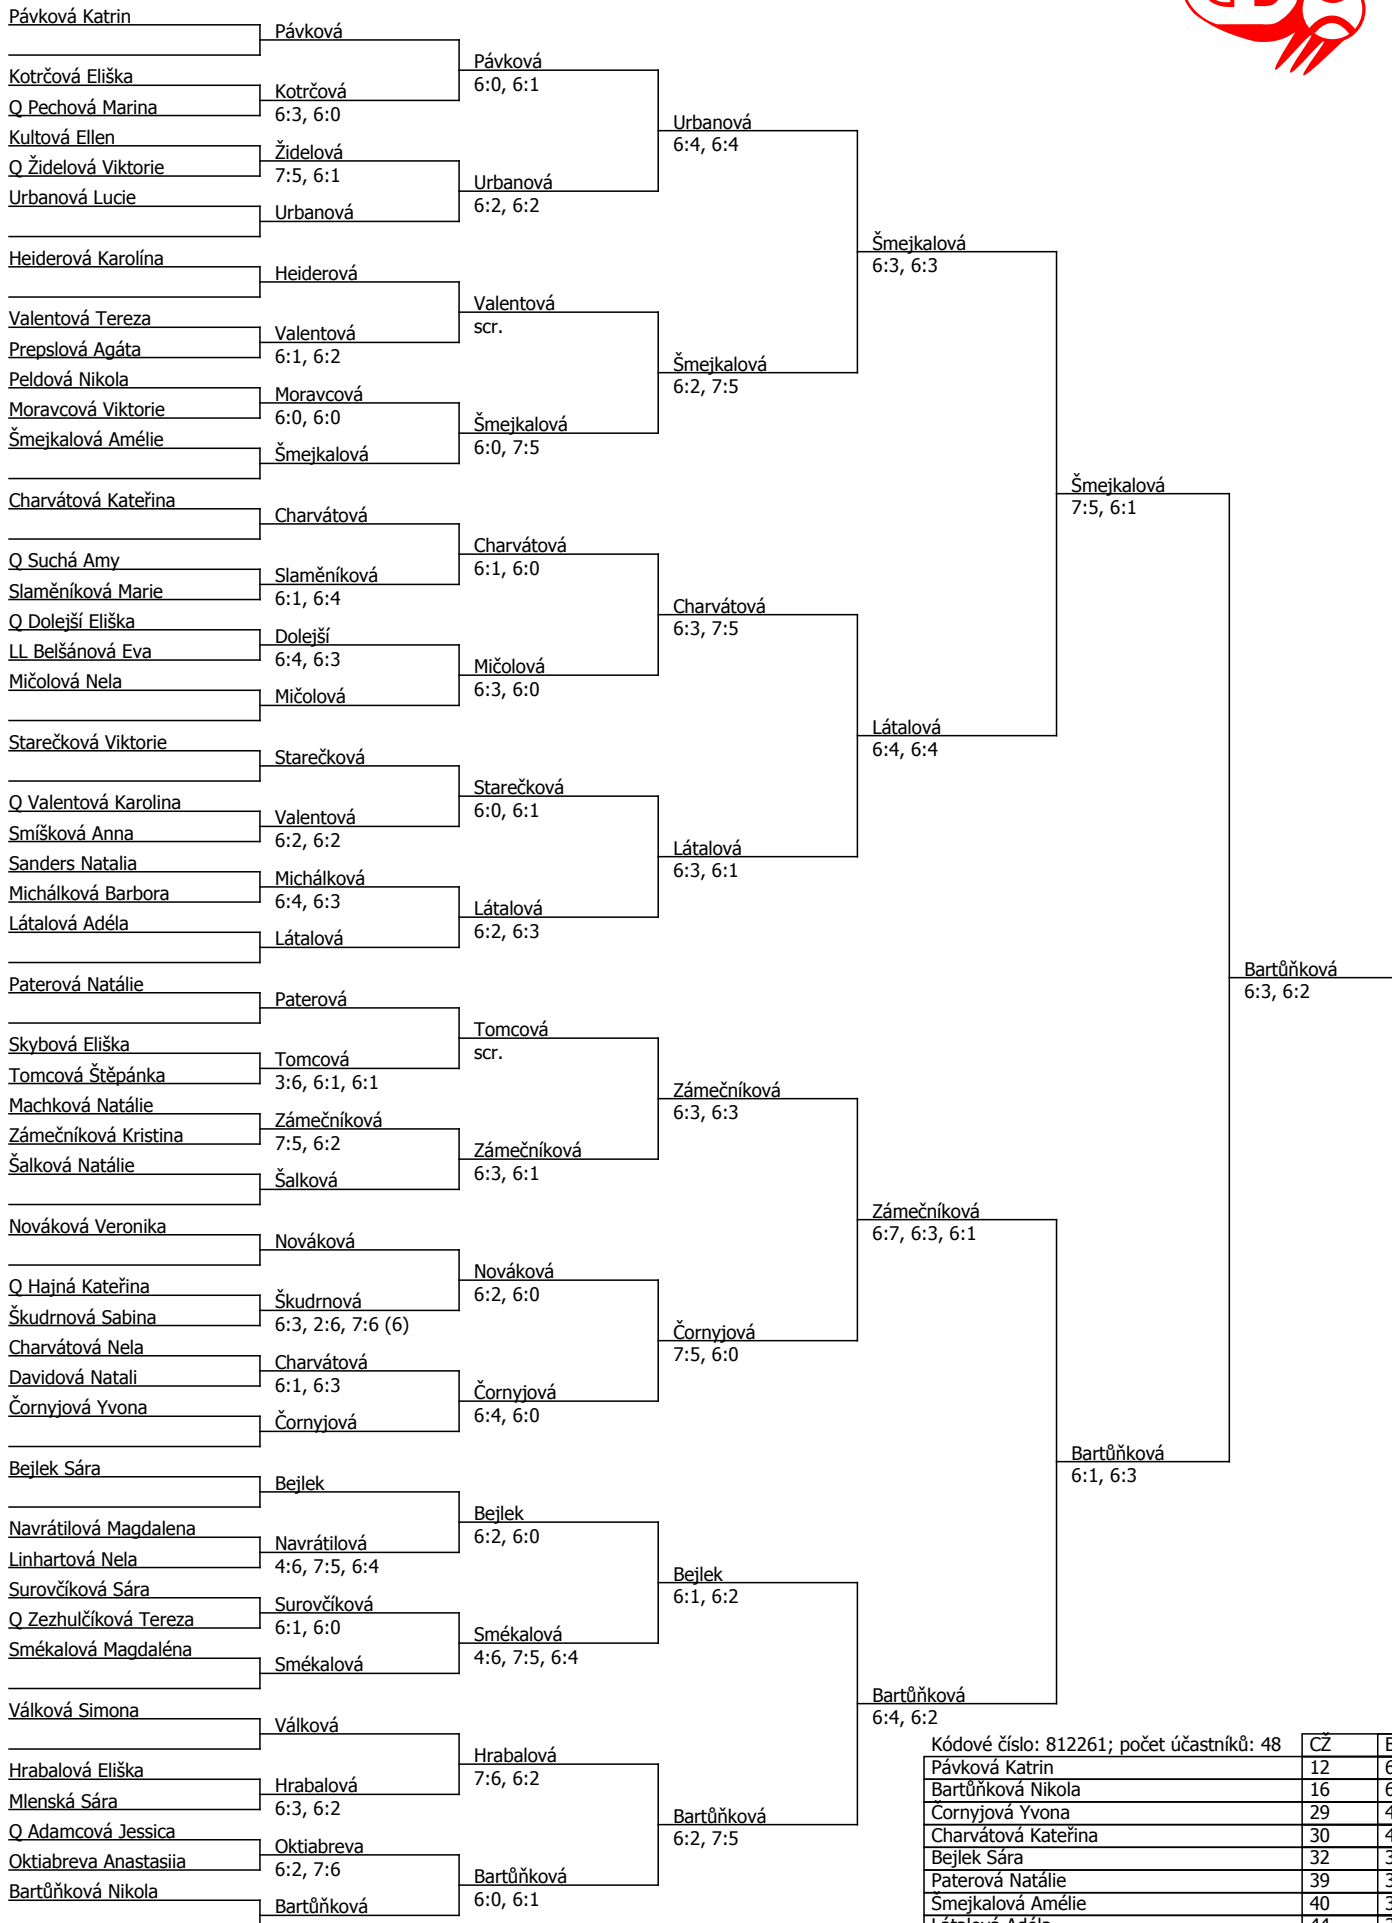 Pávková Katrin
Kotrčová Eliška
Q Pechová Marina
Kultová Ellen
Q Židelová Viktorie
Urbanová Lucie
Heiderová Karolína
Valentová Tereza
Prepslová Agáta
Peldová Nikola
Moravcová Viktorie
Šmejkalová Amélie
Charvátová Kateřina
Q Suchá Amy
Slaměníková Marie
Q Dolejší Eliška
LL Belšánová Eva
Mičolová Nela
Starečková Viktorie
Q Valentová Karolina
Smíšková Anna
Sanders Natalia
Michálková Barbora
Látalová Adéla
Paterová Natálie
Skybová Eliška
Tomcová Štěpánka
Machková Natálie
Zámečníková Kristina
Šalková Natálie
Nováková Veronika
Q Hajná Kateřina
Škudrnová Sabina
Charvátová Nela
Davidová Natali
Čornyjová Yvona
Bejlek Sára
Navrátilová Magdalena
Linhartová Nela
Surovčíková Sára
Q Zezhulčíková Tereza
Smékalová Magdaléna
Válková Simona
Hrabalová Eliška
Mlenská Sára
Q Adamcová Jessica
Oktiabreva Anastasiia
Bartůňková Nikola
Pávková
Kotrčová
6:3, 6:0
Židelová
7:5, 6:1
Urbanová
Heiderová
Valentová
6:1, 6:2
Moravcová
6:0, 6:0
Šmejkalová
Charvátová
Slaměníková
6:1, 6:4
Dolejší
6:4, 6:3
Mičolová
Starečková
Valentová
6:2, 6:2
Michálková
6:4, 6:3
Látalová
Paterová
Tomcová
3:6, 6:1, 6:1
Zámečníková
7:5, 6:2
Šalková
Nováková
Škudrnová
6:3, 2:6, 7:6 (6)
Charvátová
6:1, 6:3
Čornyjová
Bejlek
Navrátilová
4:6, 7:5, 6:4
Surovčíková
6:1, 6:0
Smékalová
Válková
Hrabalová
6:3, 6:2
Oktiabreva
6:2, 7:6
Bartůňková
Pávková
6:0, 6:1
Urbanová
6:2, 6:2
Valentová
scr.
Šmejkalová
6:0, 7:5
Charvátová
6:1, 6:0
Mičolová
6:3, 6:0
Starečková
6:0, 6:1
Látalová
6:2, 6:3
Tomcová
scr.
Zámečníková
6:3, 6:1
Nováková
6:2, 6:0
Čornyjová
6:4, 6:0
Bejlek
6:2, 6:0
Smékalová
4:6, 7:5, 6:4
Hrabalová
7:6, 6:2
Bartůňková
6:0, 6:1
Urbanová
6:4, 6:4
Šmejkalová
6:2, 7:5
Charvátová
6:3, 7:5
Látalová
6:3, 6:1
Zámečníková
6:3, 6:3
Čornyjová
7:5, 6:0
Bejlek
6:1, 6:2
Bartůňková
6:2, 7:5
Šmejkalová
6:3, 6:3
Látalová
6:4, 6:4
Zámečníková
6:7, 6:3, 6:1
Bartůňková
6:4, 6:2
Šmejkalová
7:5, 6:1
Bartůňková
6:1, 6:3
Bartůňková
6:3, 6:2
Kódové číslo: 812261; počet účastníků: 48 CŽ
Pávková Katrin 12
Bartůňková Nikola 16
Čornyjová Yvona 29
Charvátová Kateřina 30
Bejlek Sára 32
Paterová Natálie 39
Šmejkalová Amélie 40